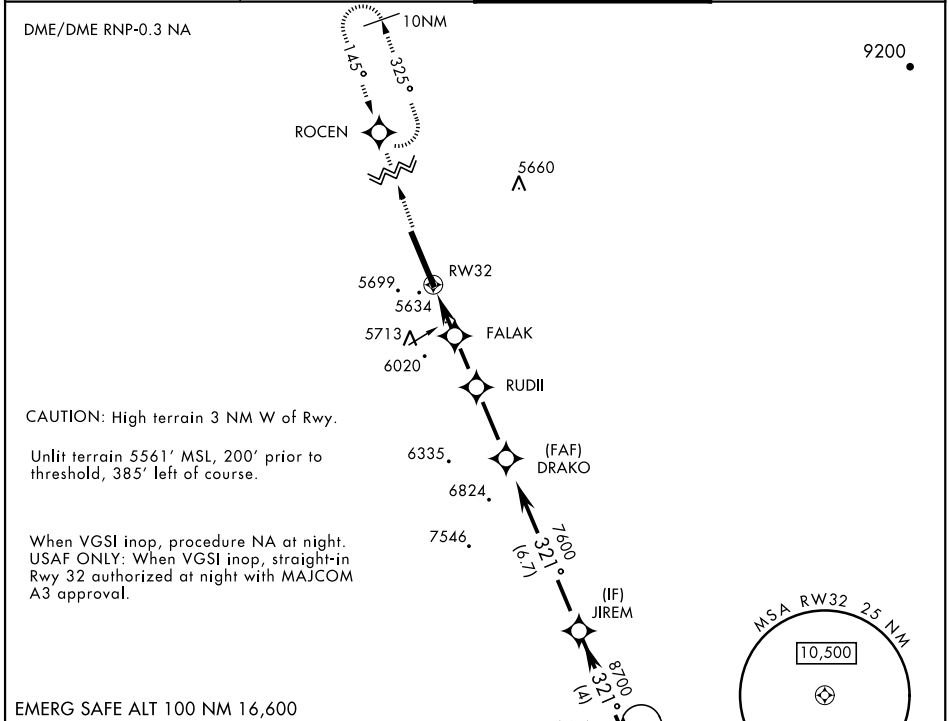 DME/DME RNP-0.3 NA
10NM
9200
145°
325°
ROCEN
5660
RW32
5699
5634
5713
FALAK
6020
RUDII
CAUTION: High terrain 3 NM W of Rwy.
Unlit terrain 5561' MSL, 200' prior to
threshold, 385' left of course.
6335
(FAF)
DRAKO
6824
7546
7600
321°
(6.7)
When VGSI inop, procedure NA at night.
USAF ONLY: When VGSI inop, straight-in
Rwy 32 authorized at night with MAJCOM
A3 approval.
(IF)
JIREM
MSA RW32 25 NM
10,500
8700
321°
(4)
EMERG SAFE ALT 100 NM 16,600